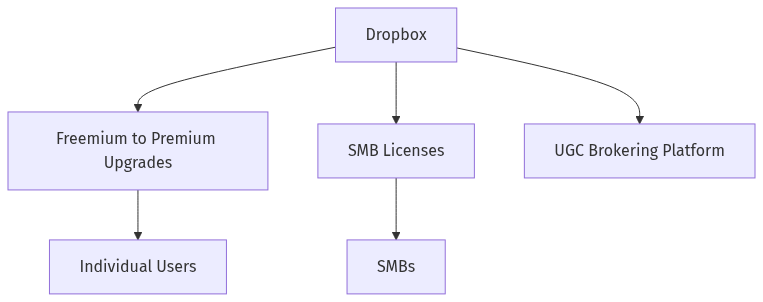 Dropbox
Freemium to Premium
Upgrades
SMB Licenses
UGC Brokering Platform
Individual Users
SMBs